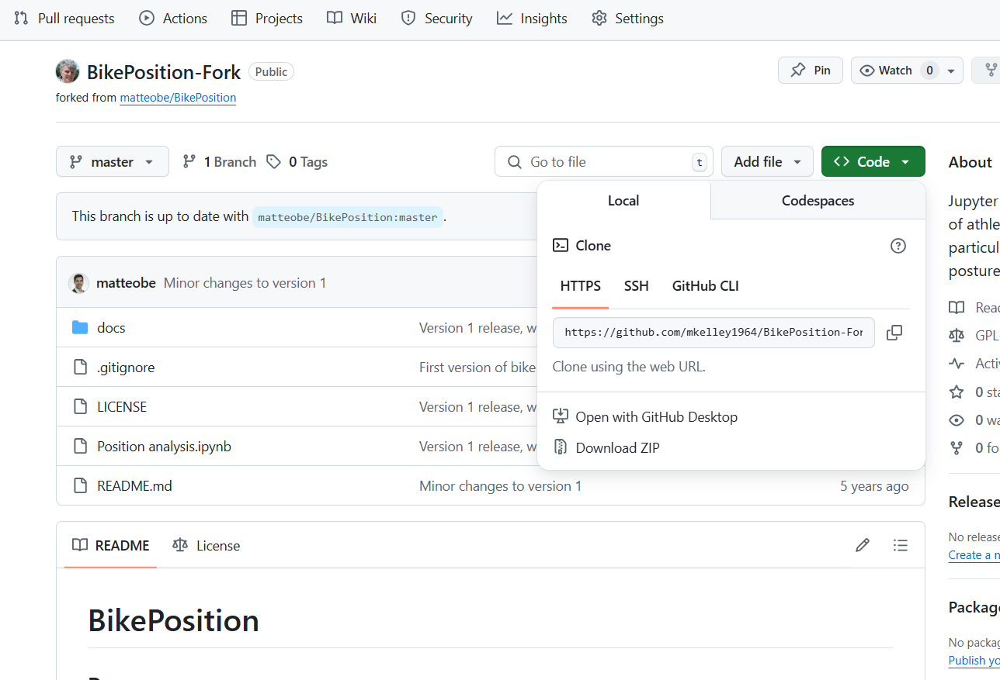 Pull requests Actions Projects Wiki Security Insights Settings
BikePosition-Fork Public Pin Watch 0
forked from matteobe/BikePosition
master 1 Branch 0 Tags Go to file t Add file Code About
Local Codespaces
This branch is up to date with matteobe/BikePosition:master .
Clone
HTTPS SSH GitHub CLI
https://github.com/mkelley1964/BikePosition-For
Clone using the web URL.
Open with GitHub Desktop
Download ZIP
matteobe Minor changes to version 1
docs Version 1 release, w
.gitignore First version of bike
LICENSE Version 1 release, w
Position analysis.ipynb Version 1 release, w
README.md Minor changes to version 1 5 years ago
README License
BikePosition
Jupyter
of athle
particul
posture
Read
GPL-
Activ
0 sta
0 wa
0 fo
Release
No release
Create a n
Package
No packag
Publish yo